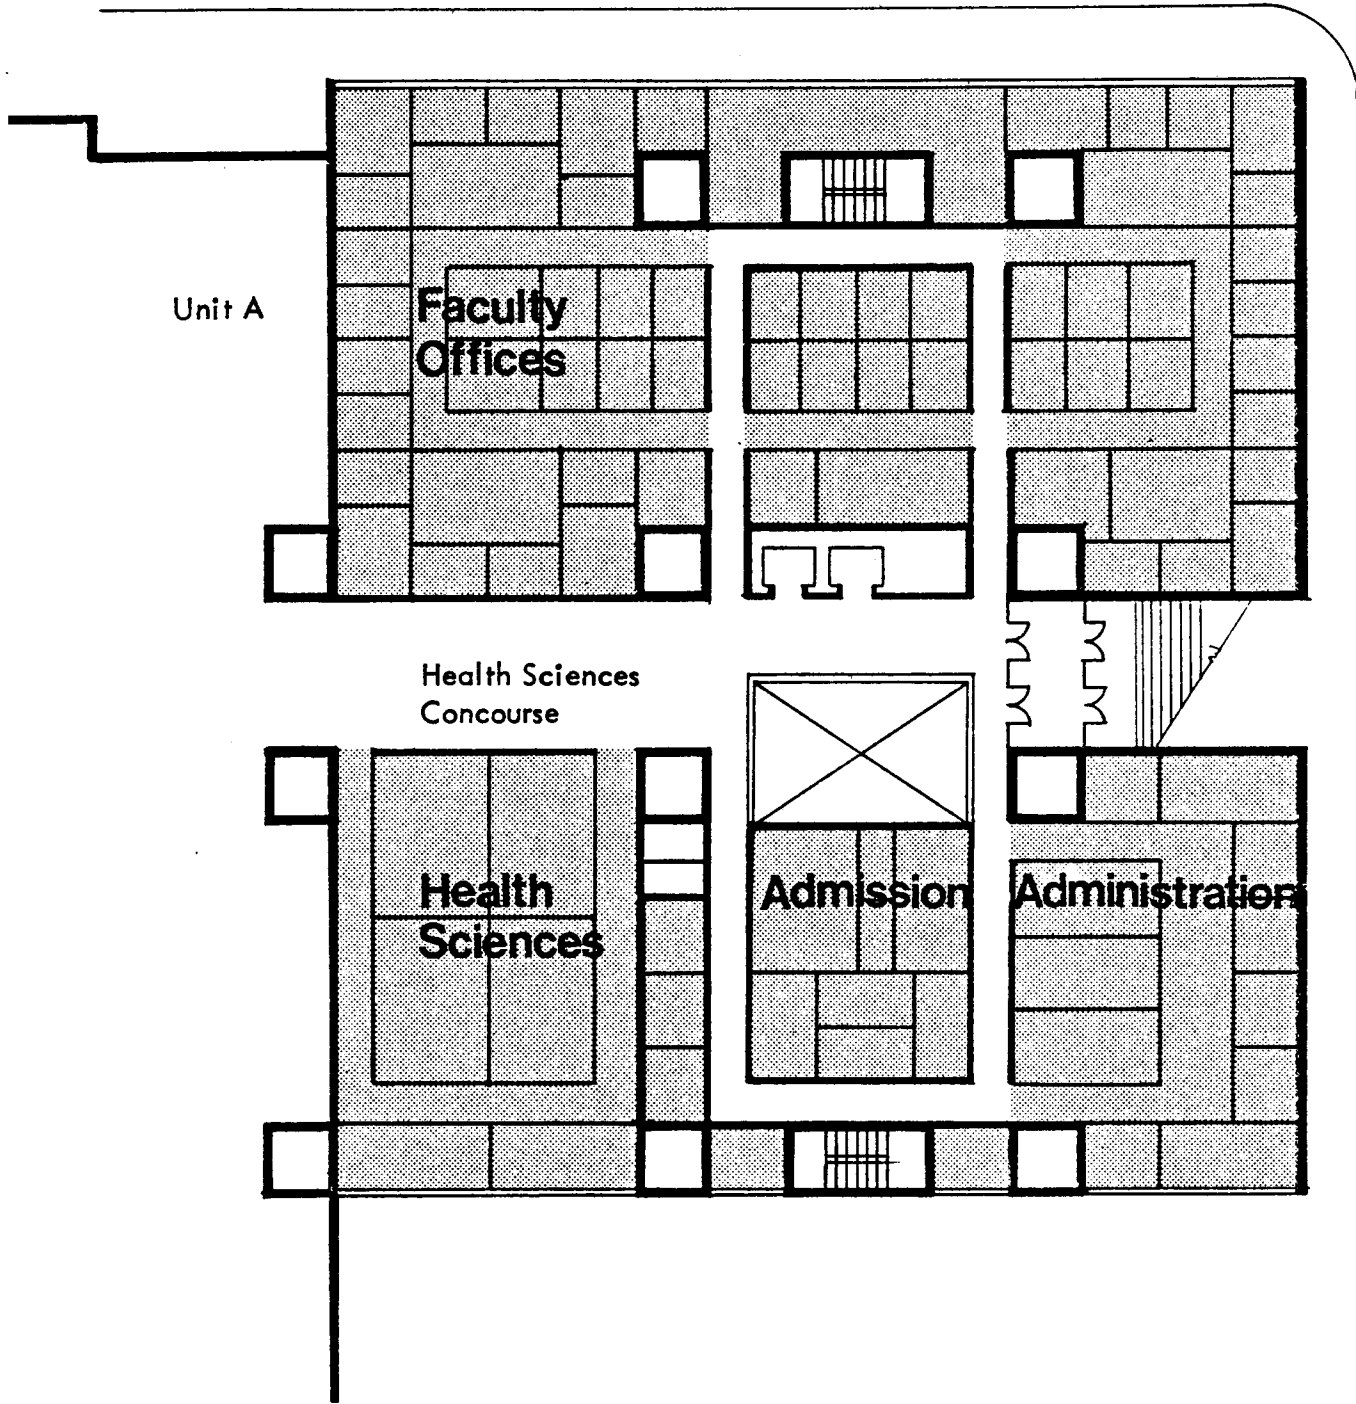 Unit A
Faculty
Offices
Health Sciences
Concourse
Health
Sciences
Admission
Administration